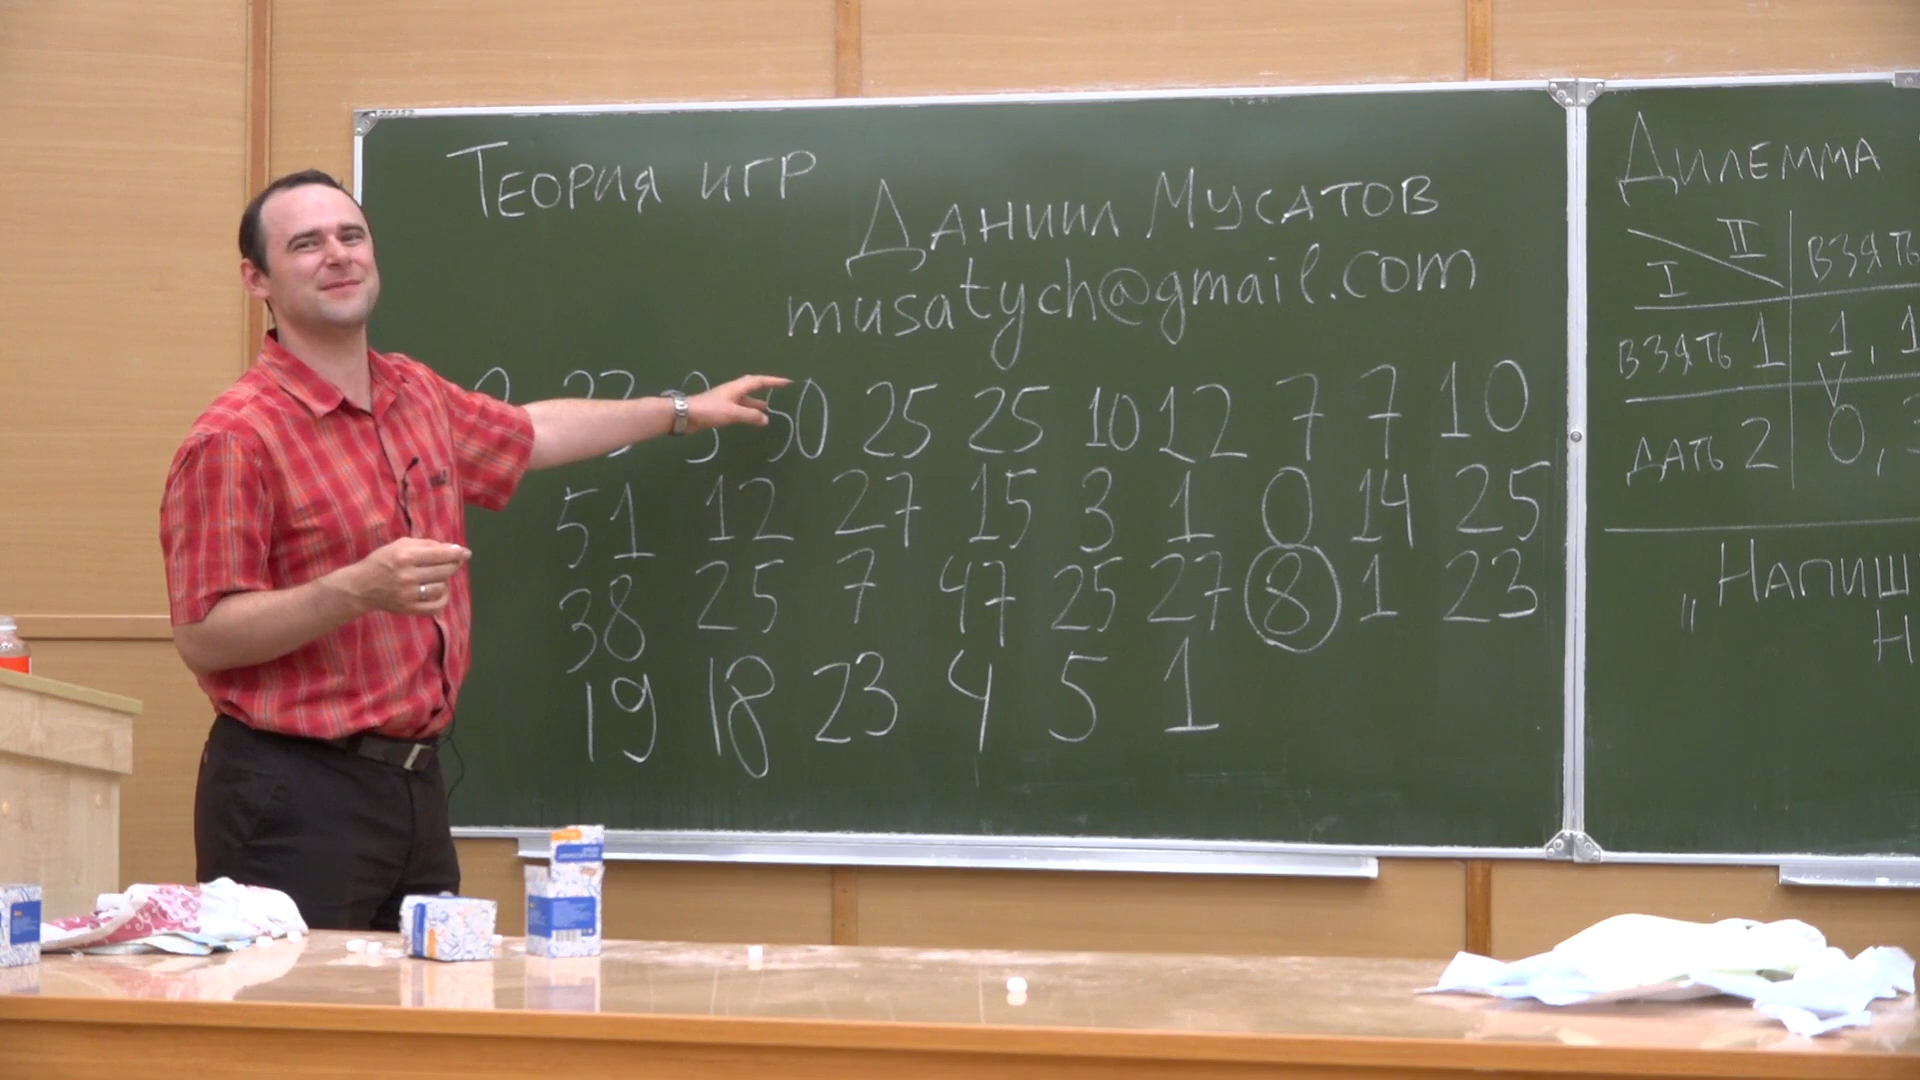 Теория игр
Даниил Мусатов
musatych@gmail.com
23 50 25 25 10 12 7 7 10
51 12 27 15 3 1 0 14 25
38 25 7 47 25 27 8 1 23
19 18 23 4 5 1
Дилемма
II
I
взять
взять 1 1, 1
дать 2 0,
„Напиш